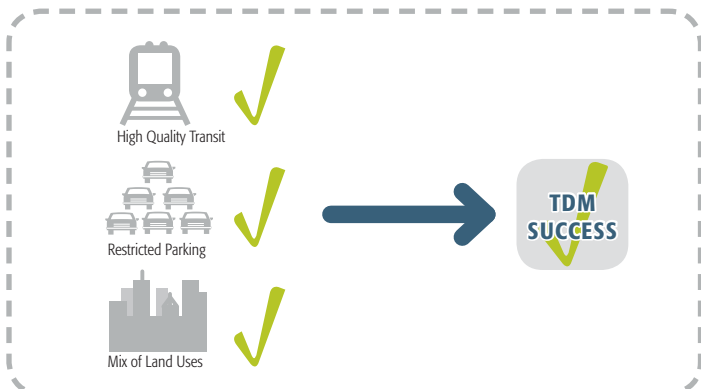 High Quality Transit
Restricted Parking
Mix of Land Uses
TDM
SUCCESS